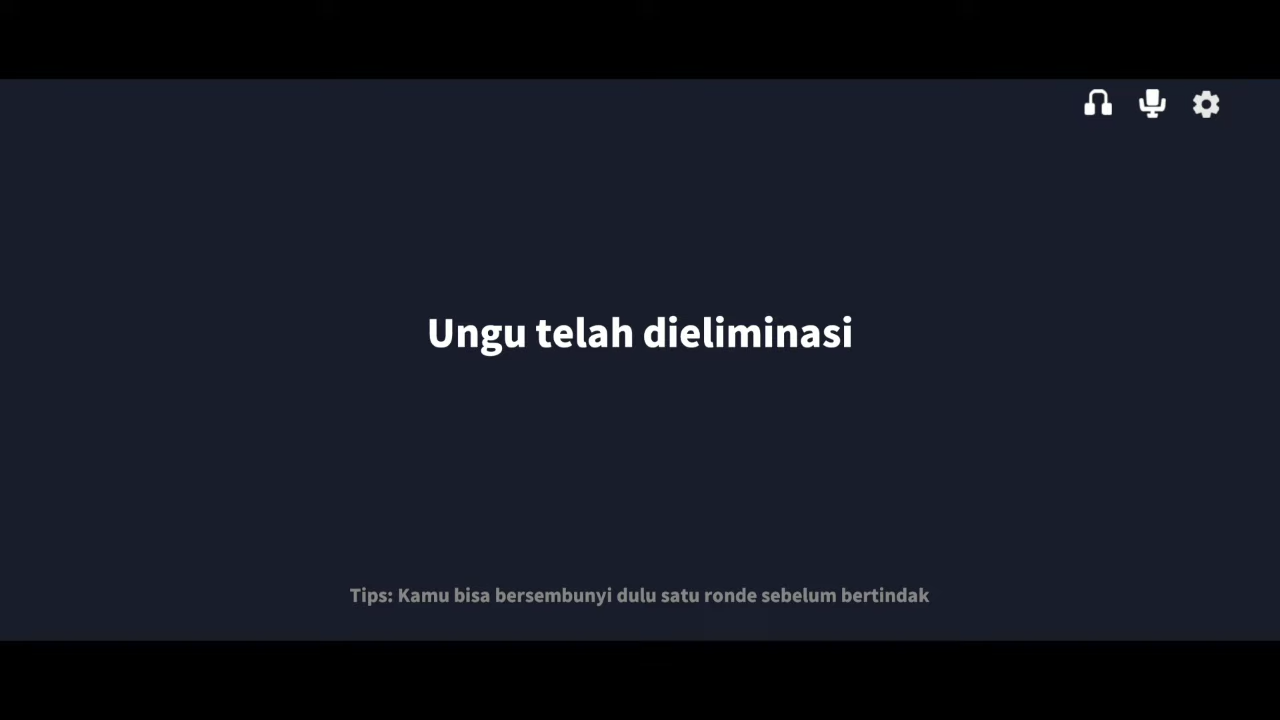 Ungu telah dieliminasi
Tips: Kamu bisa bersembunyi dulu satu ronde sebelum bertindak